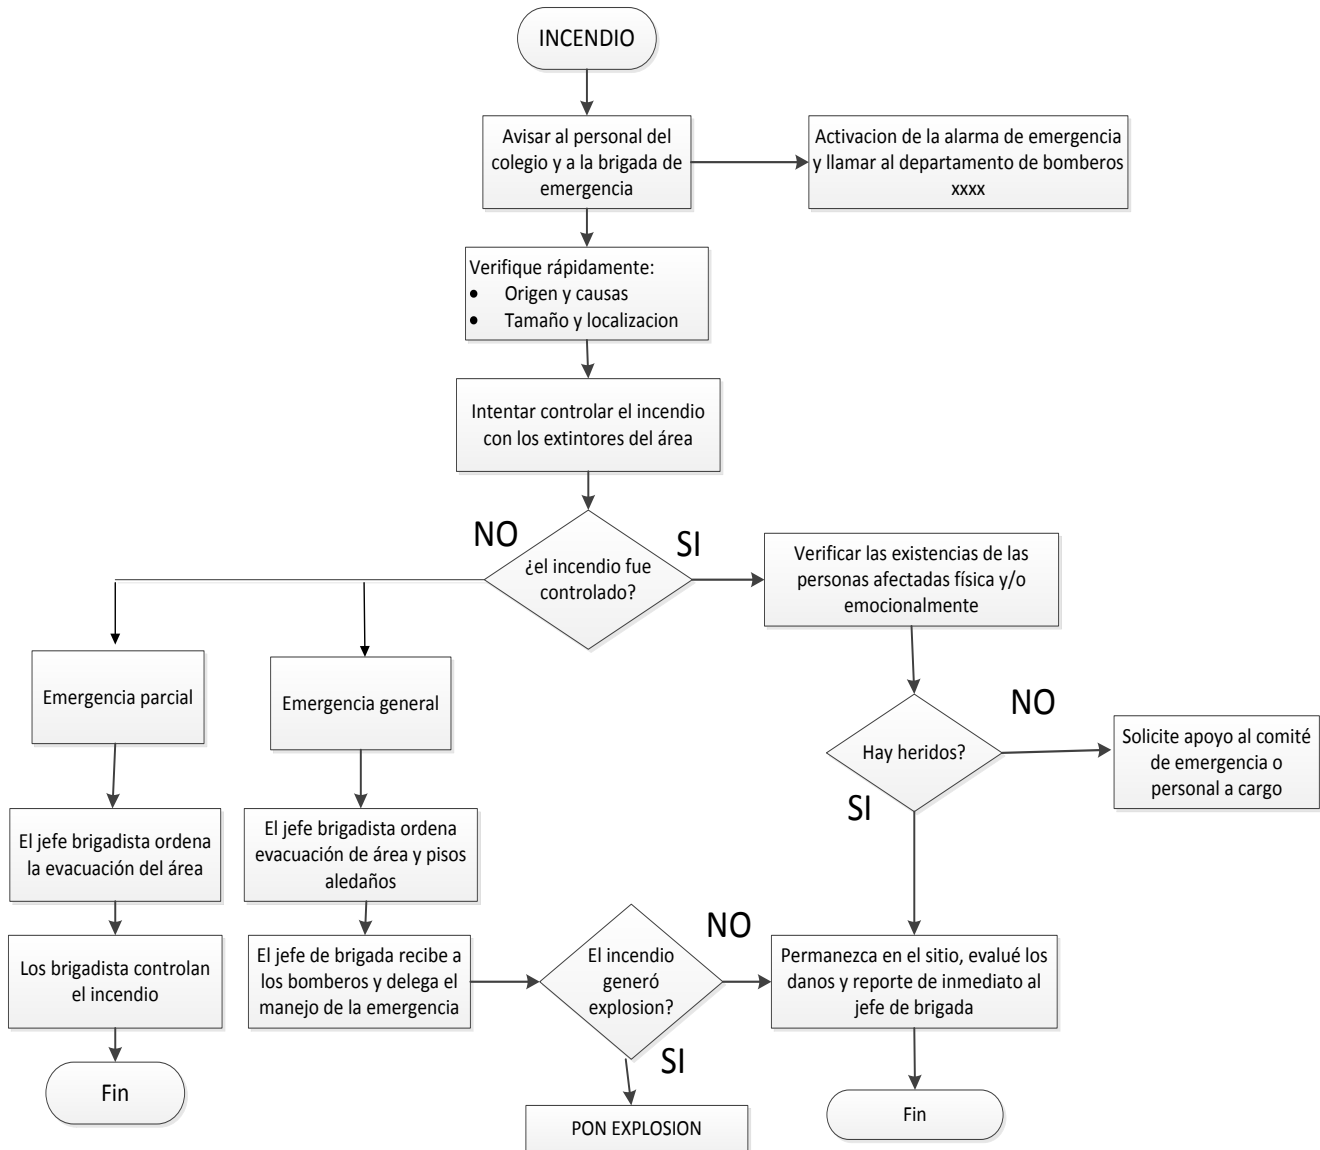 INCENDIO
Avisar al personal del
colegio y a la brigada de
emergencia
Activacion de la alarma de emergencia
y llamar al departamento de bomberos
xxxx
Verifique rápidamente:
• Origen y causas
• Tamaño y localizacion
Intentar controlar el incendio
con los extintores del área
NO
SI
¿el incendio fue
controlado?
Verificar las existencias de las
personas afectadas física y/o
emocionalmente
Emergencia parcial
Emergencia general
NO
Hay heridos?
SI
Solicite apoyo al comité
de emergencia o
personal a cargo
El jefe brigadista ordena
la evacuación del área
El jefe brigadista ordena
evacuación de área y pisos
aledaños
Los brigadista controlan
el incendio
El jefe de brigada recibe a
los bomberos y delega el
manejo de la emergencia
El incendio
generó
explosion?
NO
SI
Permanezca en el sitio, evalué los
danos y reporte de inmediato al
jefe de brigada
Fin
PON EXPLOSION
Fin